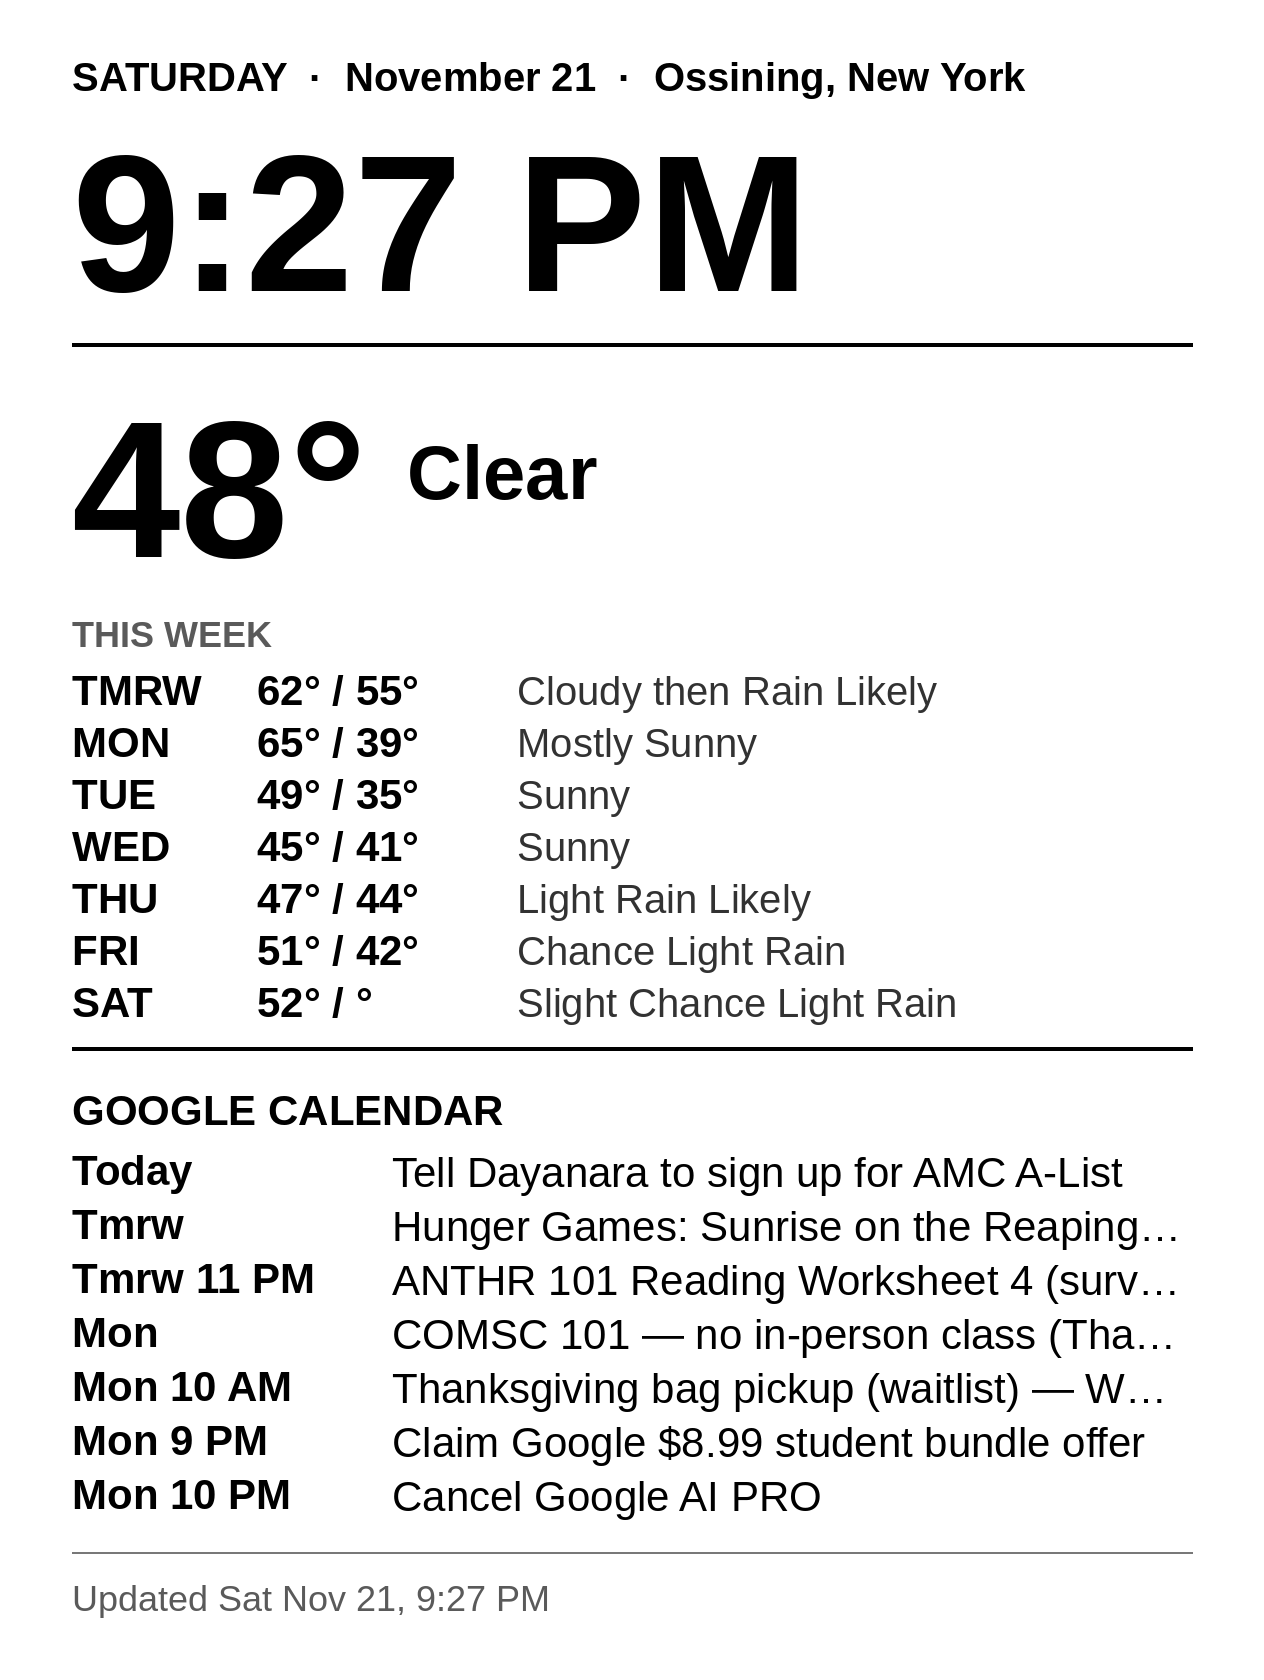 SATURDAY · November 21 · Ossining, New York
9:27 PM
48° Clear
THIS WEEK
TMRW 62° / 55° Cloudy then Rain Likely
MON 65° / 39° Mostly Sunny
TUE 49° / 35° Sunny
WED 45° / 41° Sunny
THU 47° / 44° Light Rain Likely
FRI 51° / 42° Chance Light Rain
SAT 52° / ° Slight Chance Light Rain
GOOGLE CALENDAR
Today Tell Dayanara to sign up for AMC A-List
Tmrw Hunger Games: Sunrise on the Reaping…
Tmrw 11 PM ANTHR 101 Reading Worksheet 4 (surv…
Mon COMSC 101 — no in-person class (Tha…
Mon 10 AM Thanksgiving bag pickup (waitlist) — W…
Mon 9 PM Claim Google $8.99 student bundle offer
Mon 10 PM Cancel Google AI PRO
Updated Sat Nov 21, 9:27 PM